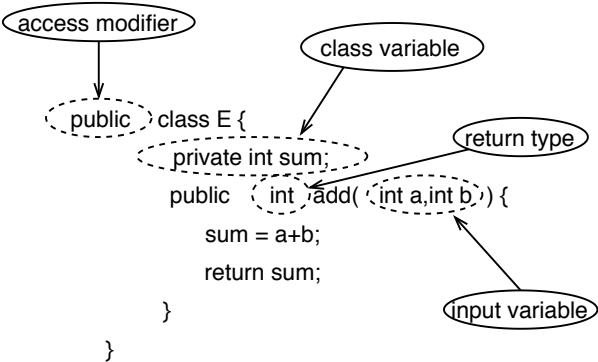 access modifier
class variable
public class E {
return type
private int sum;
public int add( int a,int b ) {
sum = a+b;
return sum;
input variable
}
}